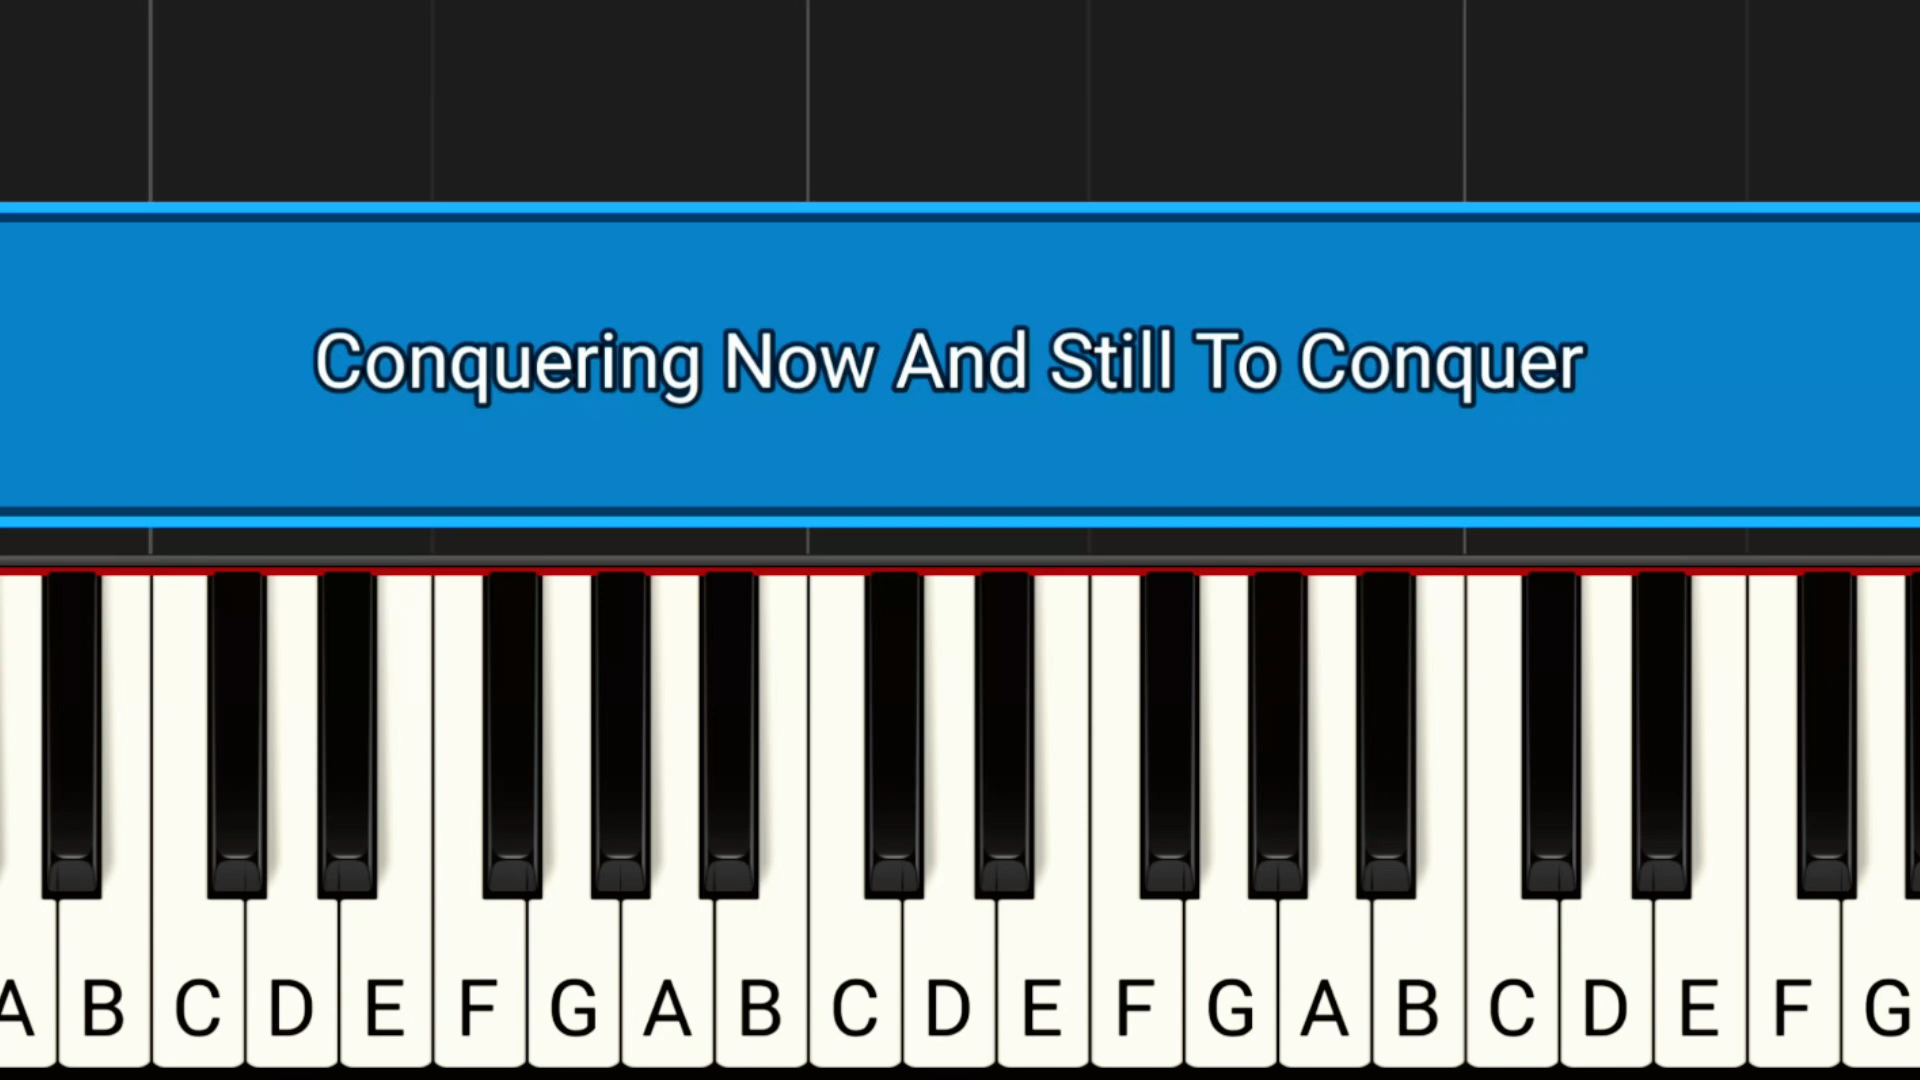 Conquering Now And Still To Conquer
A B C D E F G A B C D E F G A B C D E F G